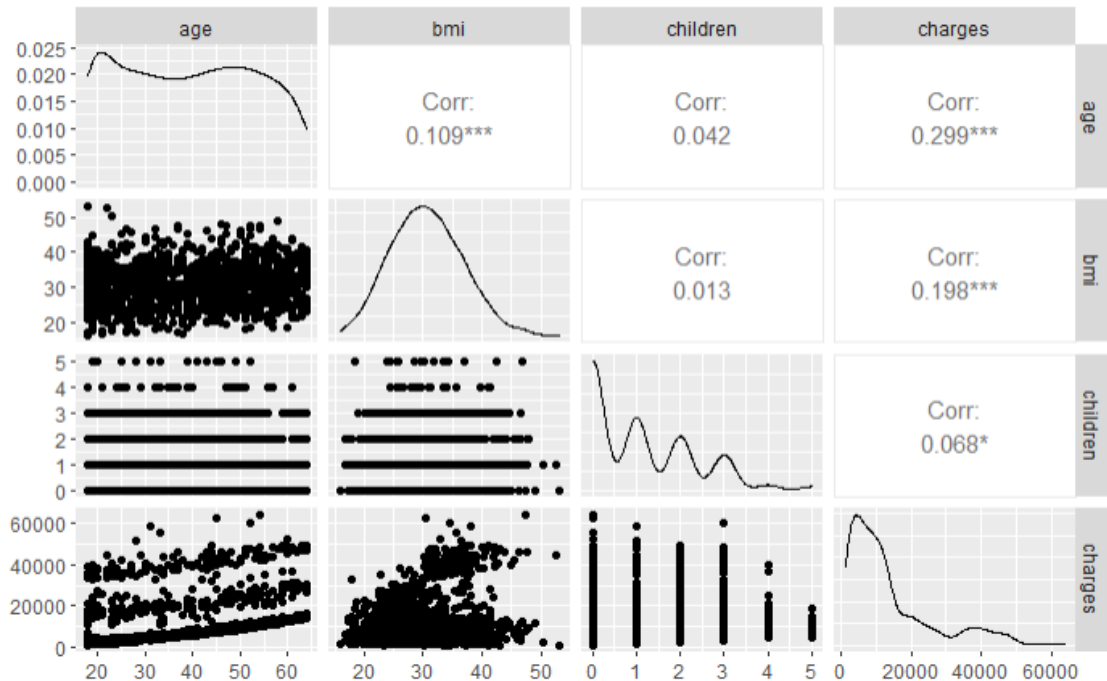 age bmi children charges
0.025
0.020
0.015
0.010
0.005
0.000
Corr:
0.109***
Corr:
0.042
Corr:
0.299***
age
50
40
30
20
Corr:
0.013
Corr:
0.198***
bmi
5
4
3
2
1
0
Corr:
0.068*
children
60000
40000
20000
0
charges
20 30 40 50 60 20 30 40 50 0 1 2 3 4 5 0 20000 40000 60000